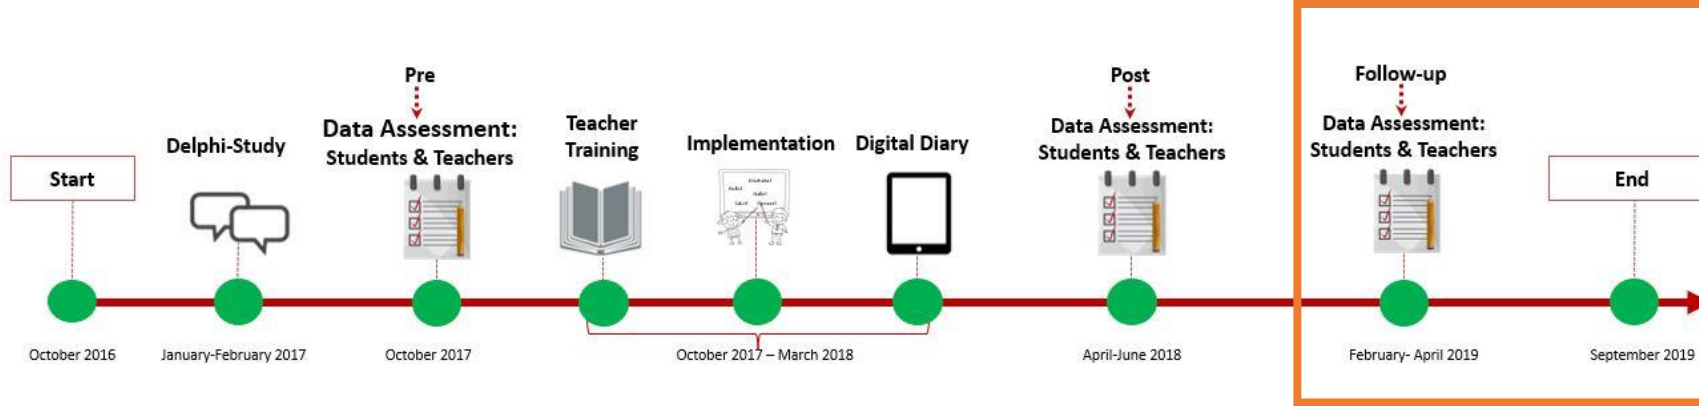 Start
October 2016
Delphi-Study
January-February 2017
Pre
Data Assessment:
Students & Teachers
October 2017
Teacher
Training
Implementation
Digital Diary
October 2017 – March 2018
Post
Data Assessment:
Students & Teachers
April-June 2018
Follow-up
Data Assessment:
Students & Teachers
February- April 2019
End
September 2019